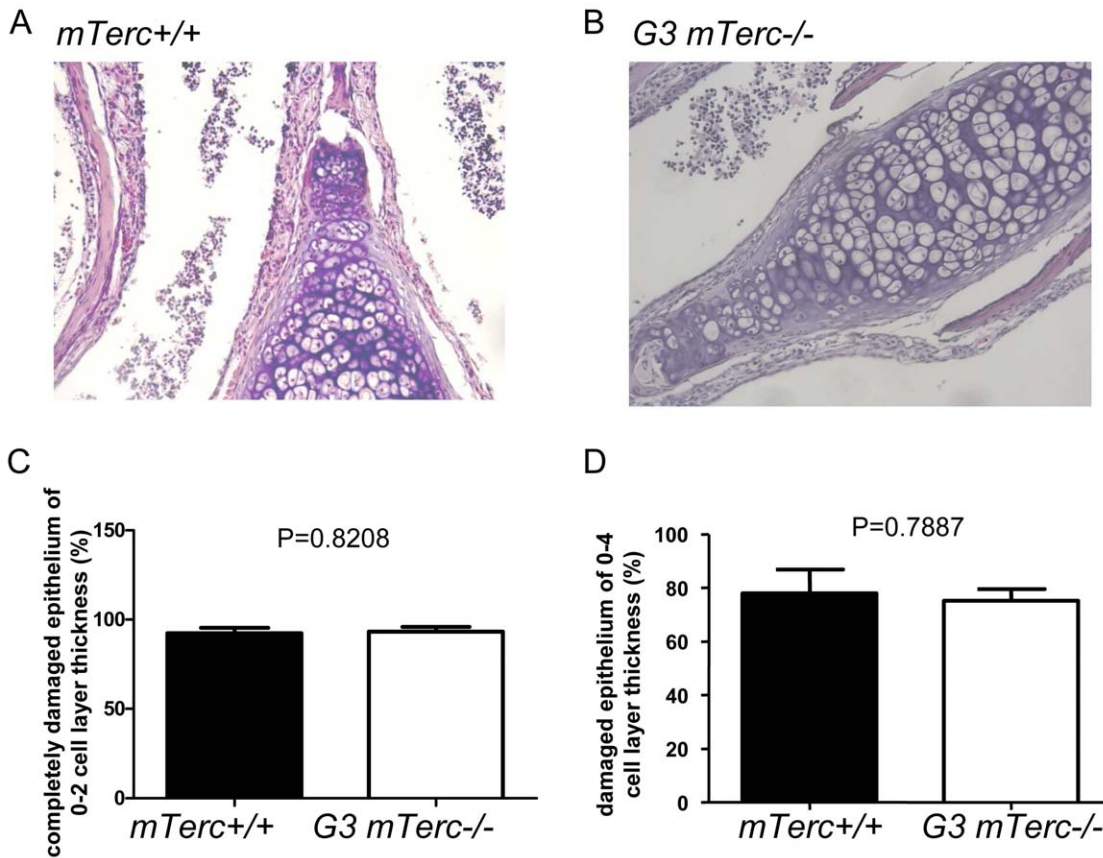 A
mTerc+/+
B
G3 mTerc-/-
C
completely damaged epithelium of
0-2 cell layer thickness (%)
150
100
50
0
P=0.8208
mTerc+/+
G3 mTerc-/-
D
damaged epithelium of 0-4
cell layer thickness (%)
100
80
60
40
20
0
P=0.7887
mTerc+/+
G3 mTerc-/-